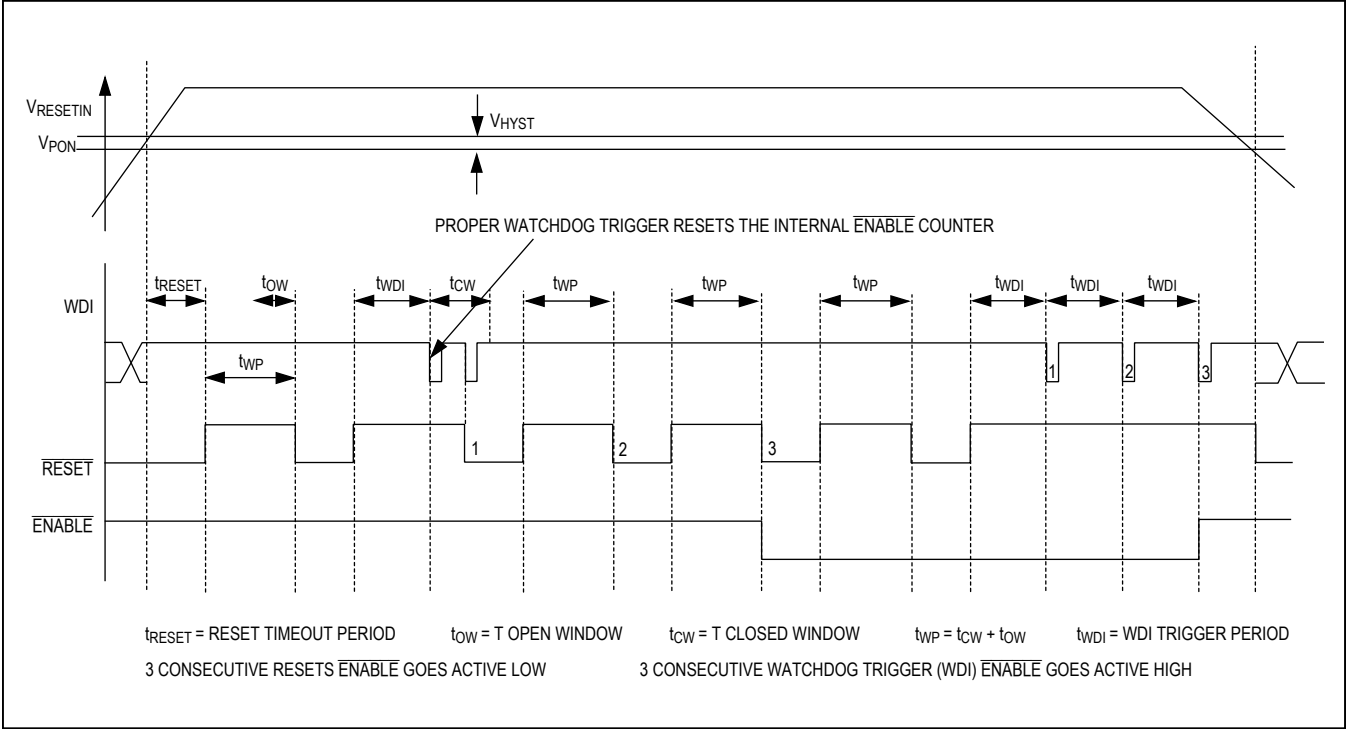 VRESETIN
VHYST
VPON
PROPER WATCHDOG TRIGGER RESETS THE INTERNAL ENABLE COUNTER
tRESET tOW tWDI tCW tWP tWP tWP tWDI tWDI tWDI
WDI
tWP
1 2 3
1 2 3
RESET
ENABLE
tRESET = RESET TIMEOUT PERIOD tOW = T OPEN WINDOW tCW = T CLOSED WINDOW tWP = tCW + tOW tWDI = WDI TRIGGER PERIOD
3 CONSECUTIVE RESETS ENABLE GOES ACTIVE LOW 3 CONSECUTIVE WATCHDOG TRIGGER (WDI) ENABLE GOES ACTIVE HIGH